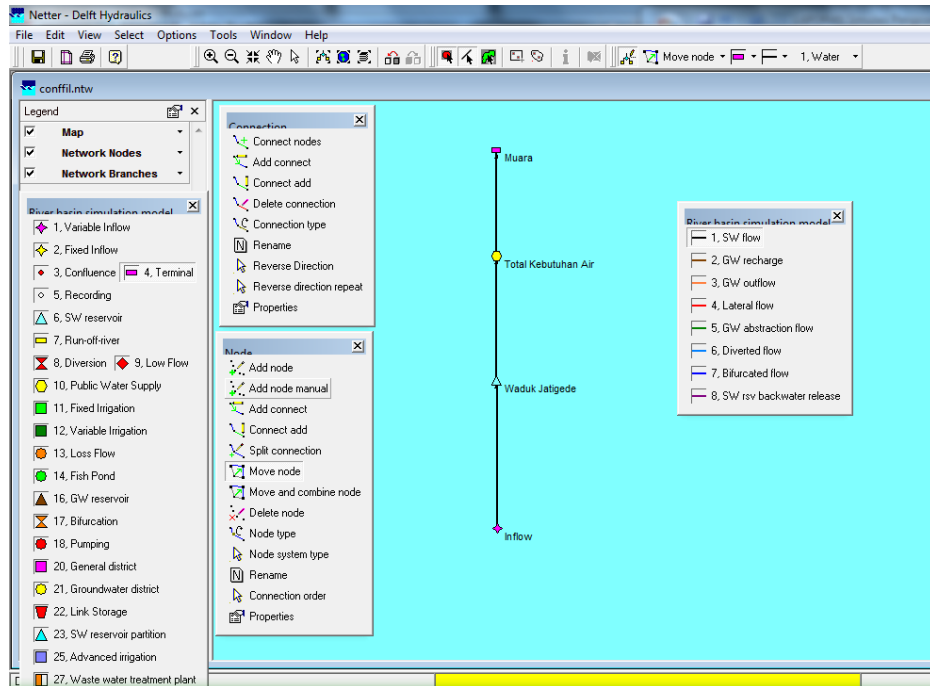 Netter - Delft Hydraulics
File Edit View Select Options Tools Window Help
Move node 1, Water
conffil.ntw
Legend
Map
Network Nodes
Network Branches
River basin simulation model
1, Variable Inflow
2, Fixed Inflow
3, Confluence 4, Terminal
5, Recording
6, SW reservoir
7, Run-off-river
8, Diversion 9, Low Flow
10, Public Water Supply
11, Fixed Irrigation
12, Variable Irrigation
13, Loss Flow
14, Fish Pond
16, GW reservoir
17, Bifurcation
18, Pumping
20, General district
21, Groundwater district
22, Link Storage
23, SW reservoir partition
25, Advanced irrigation
27, Waste water treatment plant
Connection
Connect nodes
Add connect
Connect add
Delete connection
Connection type
Rename
Reverse Direction
Reverse direction repeat
Properties
Node
Add node
Add node manual
Add connect
Connect add
Split connection
Move node
Move and combine node
Delete node
Node type
Node system type
Rename
Connection order
Properties
Muara
Total Kebutuhan Air
Waduk Jatigede
Inflow
River basin simulation model
1, SW flow
2, GW recharge
3, GW outflow
4, Lateral flow
5, GW abstraction flow
6, Diverted flow
7, Bifurcated flow
8, SW rsv backwater release